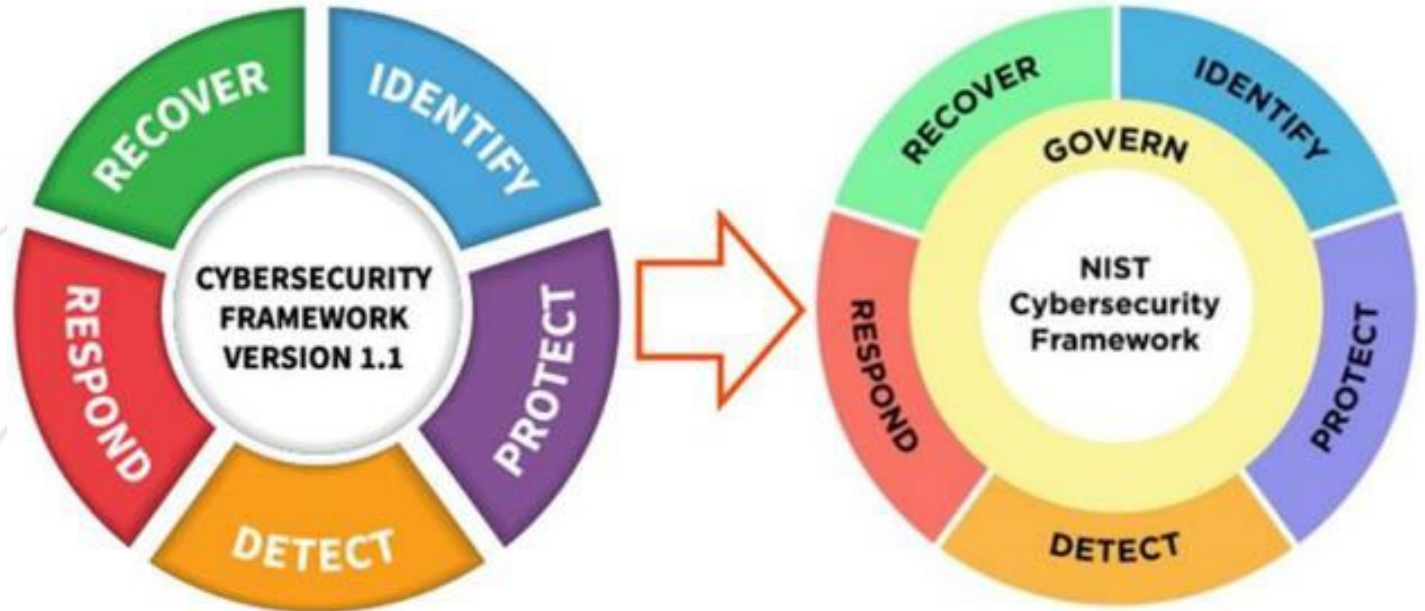 RECOVER
IDENTIFY
PROTECT
DETECT
RESPOND
CYBERSECURITY
FRAMEWORK
VERSION 1.1
RECOVER
IDENTIFY
PROTECT
DETECT
RESPOND
GOVERN
NIST
Cybersecurity
Framework